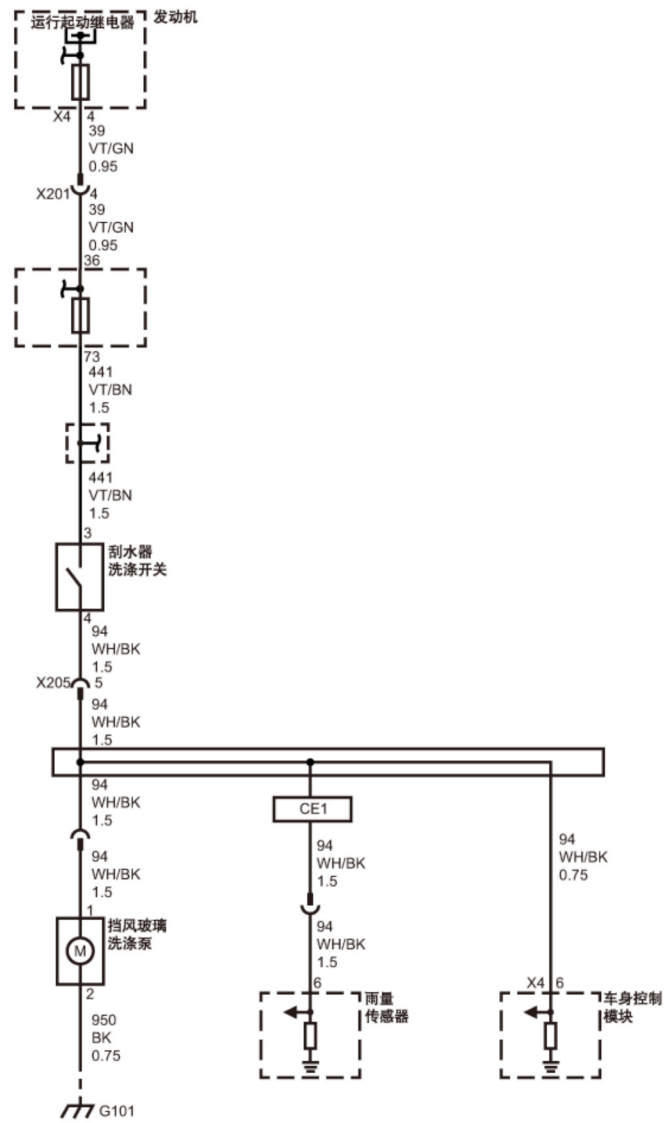 运行起动继电器
发动机
X4 4
39
VT/GN
0.95
X201 4
39
VT/GN
0.95
36
73
441
VT/BN
1.5
441
VT/BN
1.5
3
刮水器
洗涤开关
4
94
WH/BK
1.5
X205 5
94
WH/BK
1.5
94
WH/BK
1.5
94
WH/BK
1.5
1
挡风玻璃
洗涤泵
M
2
950
BK
0.75
G101
CE1
94
WH/BK
1.5
94
WH/BK
1.5
6
雨量
传感器
94
WH/BK
0.75
X4 6
车身控制
模块